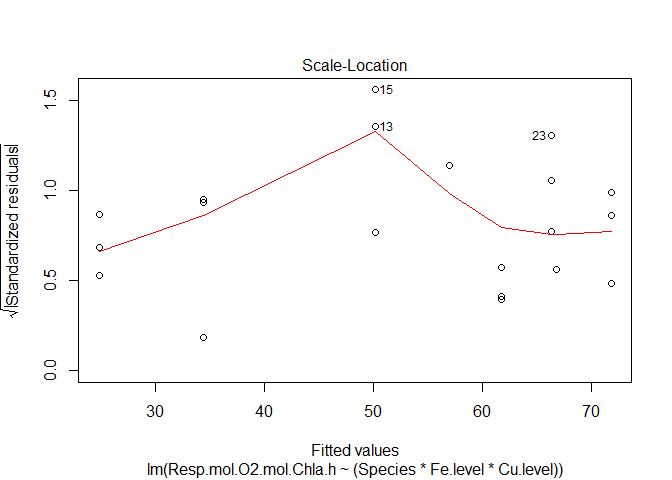 Scale-Location
√|Standardized residuals|
0.0 0.5 1.0 1.5
15
13
23
30 40 50 60 70
Fitted values
lm(Resp.mol.O2.mol.Chla.h ~ (Species * Fe.level * Cu.level))